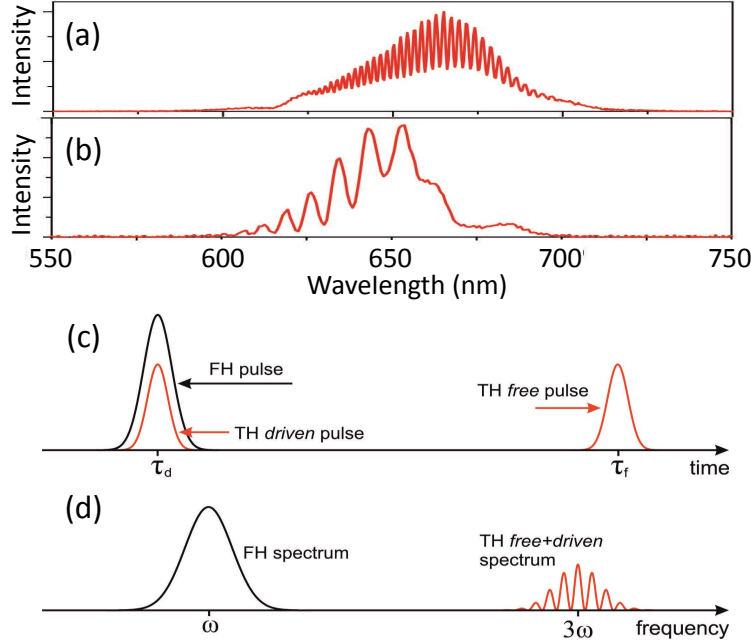 (a)
Intensity
(b)
Intensity
550 600 650 700' 750
Wavelength (nm)
(c)
FH pulse
TH driven pulse
TH free pulse
τd τf time
(d)
FH spectrum
TH free+driven
spectrum
ω 3ω frequency